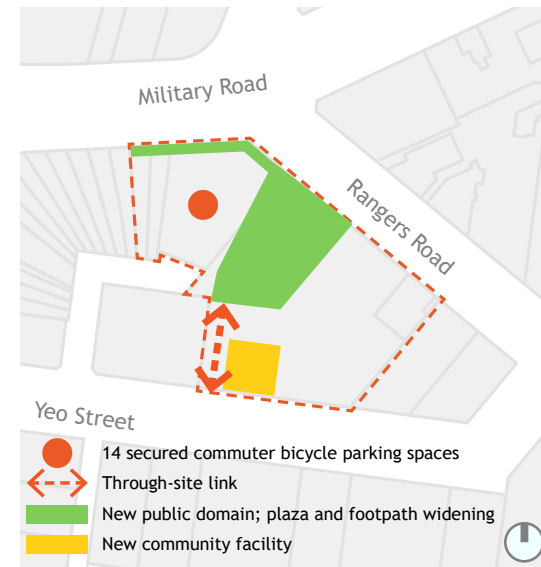 Military Road
Rangers Road
Yeo Street
14 secured commuter bicycle parking spaces
Through-site link
New public domain; plaza and footpath widening
New community facility